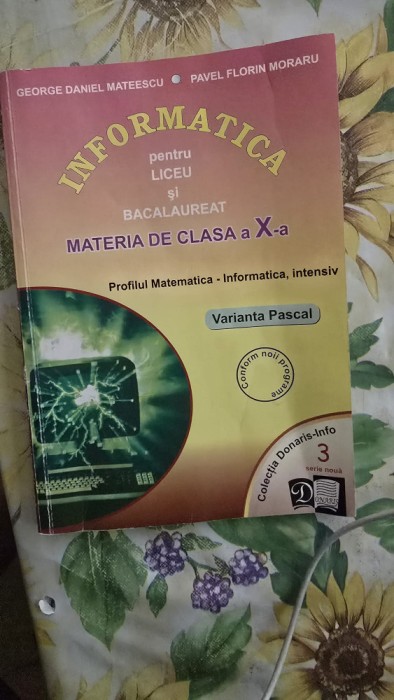 GEORGE DANIEL MATEESCU • PAVEL FLORIN MORARU
INFORMATICA
pentru
LICEU
și
BACALAUREAT
MATERIA DE CLASA a X-a
Profilul Matematica - Informatica, intensiv
Varianta Pascal
Conform noii programe
Colecția Donaris-Info
3
serie nouă
D
DONARIS